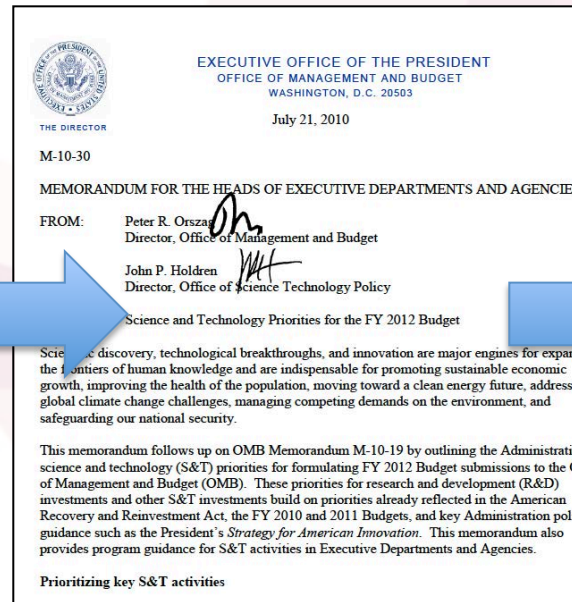 EXECUTIVE OFFICE OF THE PRESIDENT
OFFICE OF MANAGEMENT AND BUDGET
WASHINGTON, D.C. 20503
THE DIRECTOR
July 21, 2010
M-10-30
MEMORANDUM FOR THE HEADS OF EXECUTIVE DEPARTMENTS AND AGENCIE
FROM: Peter R. Orszag
Director, Office of Management and Budget
John P. Holdren
Director, Office of Science Technology Policy
Science and Technology Priorities for the FY 2012 Budget
discovery, technological breakthroughs, and innovation are major engines for expan
the frontiers of human knowledge and are indispensable for promoting sustainable economic
growth, improving the health of the population, moving toward a clean energy future, address
global climate change challenges, managing competing demands on the environment, and
safeguarding our national security.
This memorandum follows up on OMB Memorandum M-10-19 by outlining the Administrati
science and technology (S&T) priorities for formulating FY 2012 Budget submissions to the O
of Management and Budget (OMB). These priorities for research and development (R&D)
investments and other S&T investments build on priorities already reflected in the American
Recovery and Reinvestment Act, the FY 2010 and 2011 Budgets, and key Administration pol
guidance such as the President's Strategy for American Innovation. This memorandum also
provides program guidance for S&T activities in Executive Departments and Agencies.
Prioritizing key S&T activities